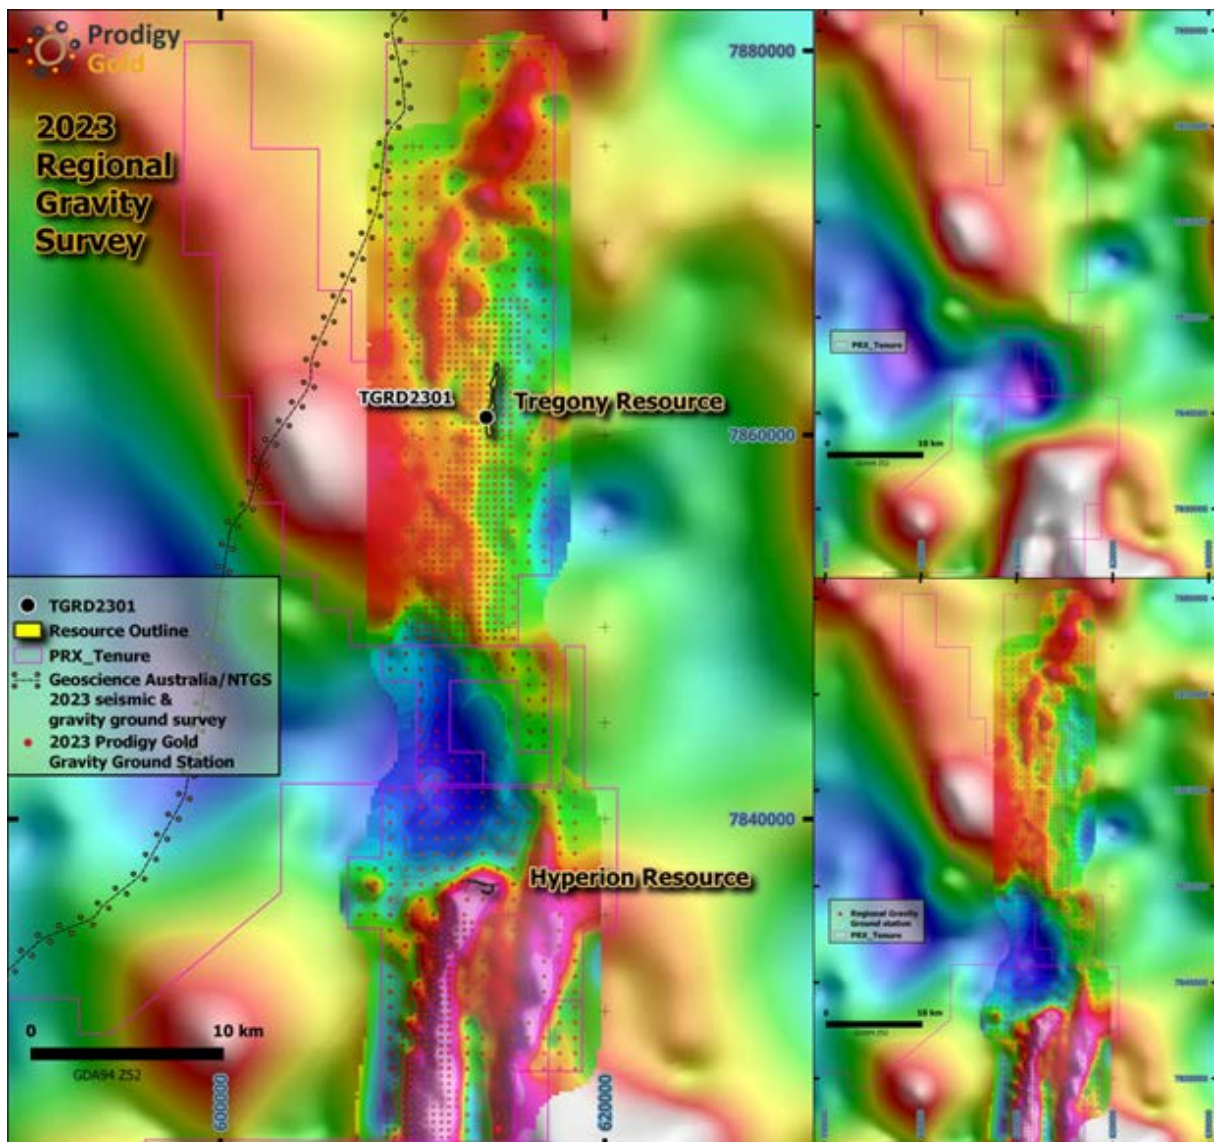 Prodigy
Gold
2023
Regional
Gravity
Survey
7880000
TGRD2301
Tregony Resource
7860000
TGRD2301
Resource Outline
PRX_Tenure
Geoscience Australia/NTGS
2023 seismic &
gravity ground survey
2023 Prodigy Gold
Gravity Ground Station
7840000
Hyperion Resource
0 10 km
GDA94 Z52
600000
620000
PRX_Tenure
0 10 km
Regional Gravity
Ground station
PRX_Tenure
0 10 km